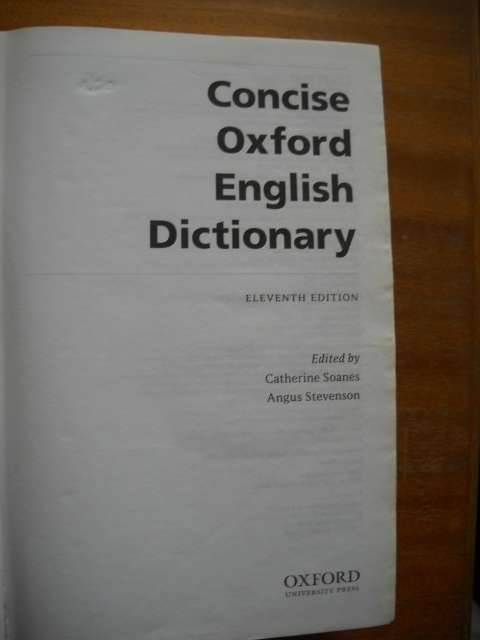 Concise
Oxford
English
Dictionary
ELEVENTH EDITION
Edited by
Catherine Soanes
Angus Stevenson
OXFORD
UNIVERSITY PRESS